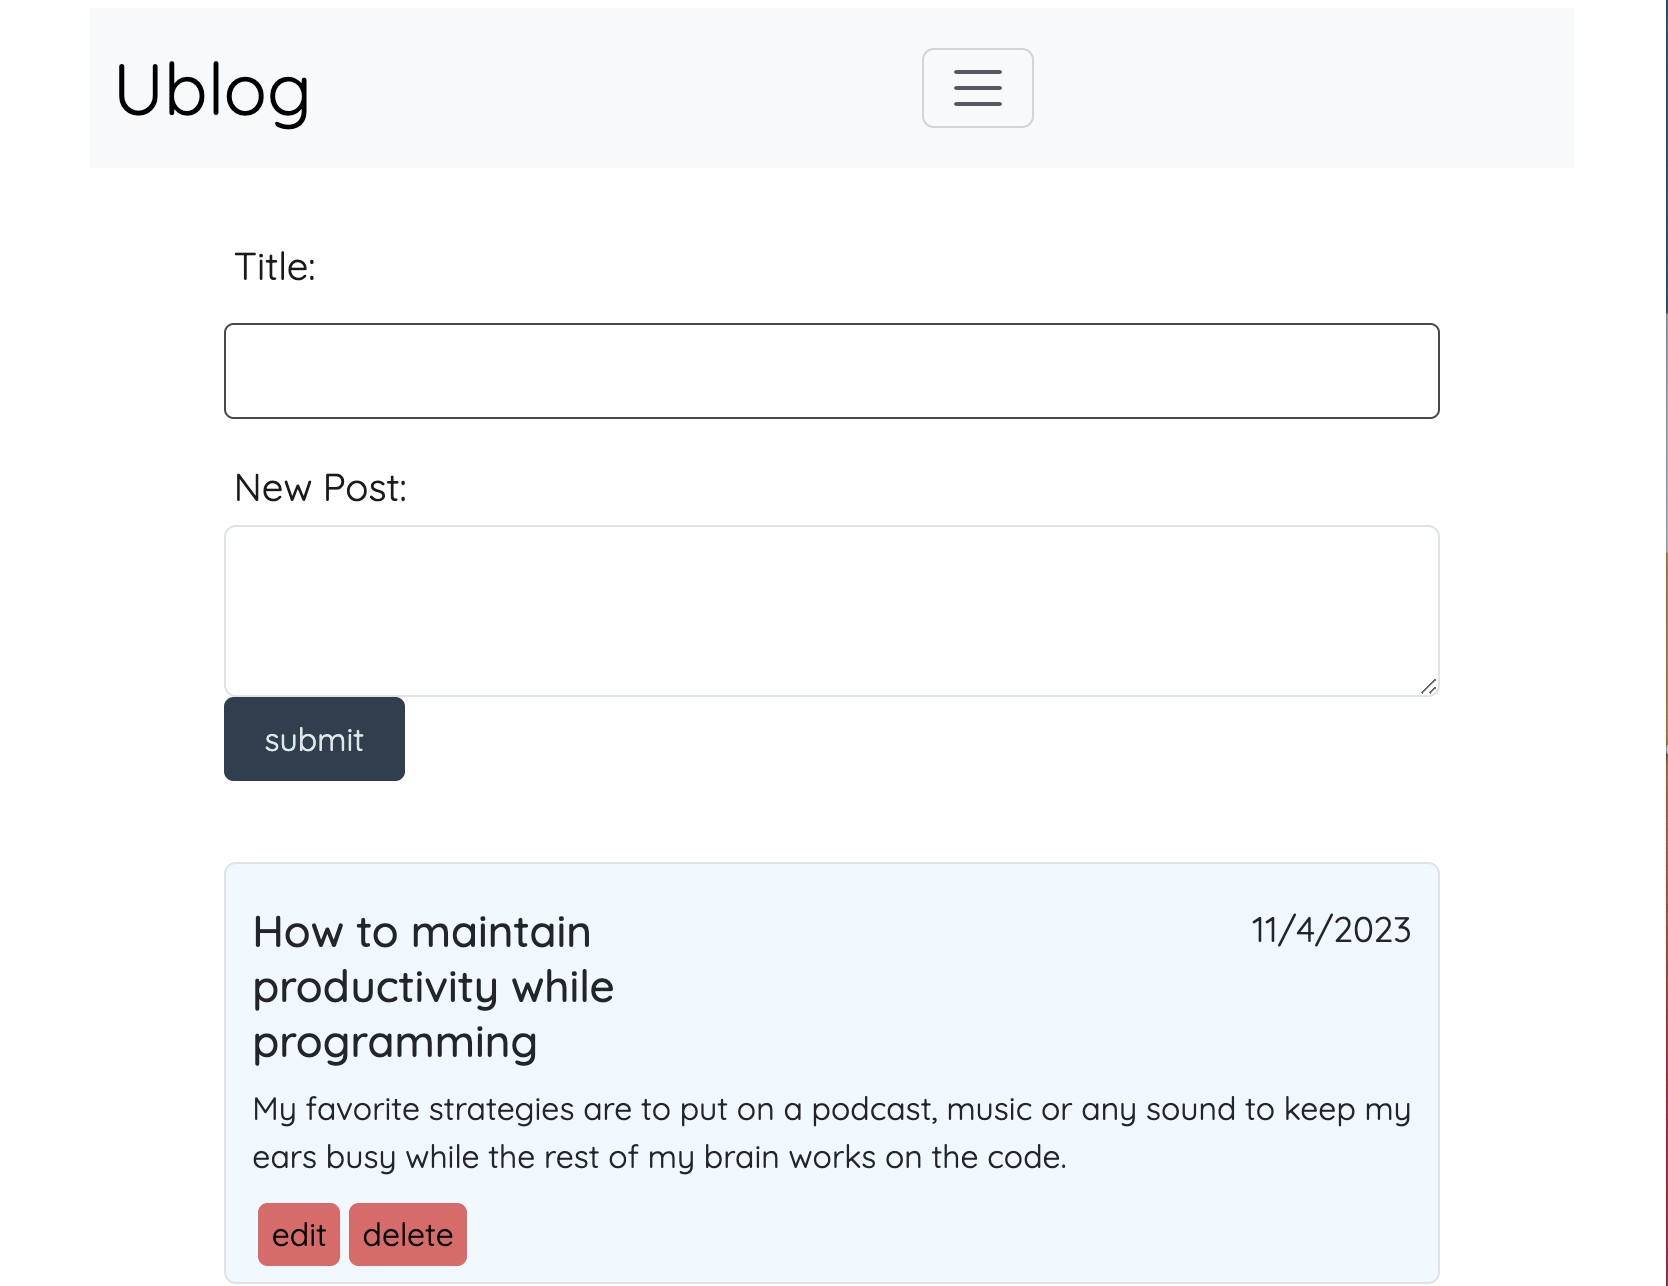 Ublog
Title:
New Post:
submit
How to maintain
productivity while
programming
11/4/2023
My favorite strategies are to put on a podcast, music or any sound to keep my
ears busy while the rest of my brain works on the code.
edit delete